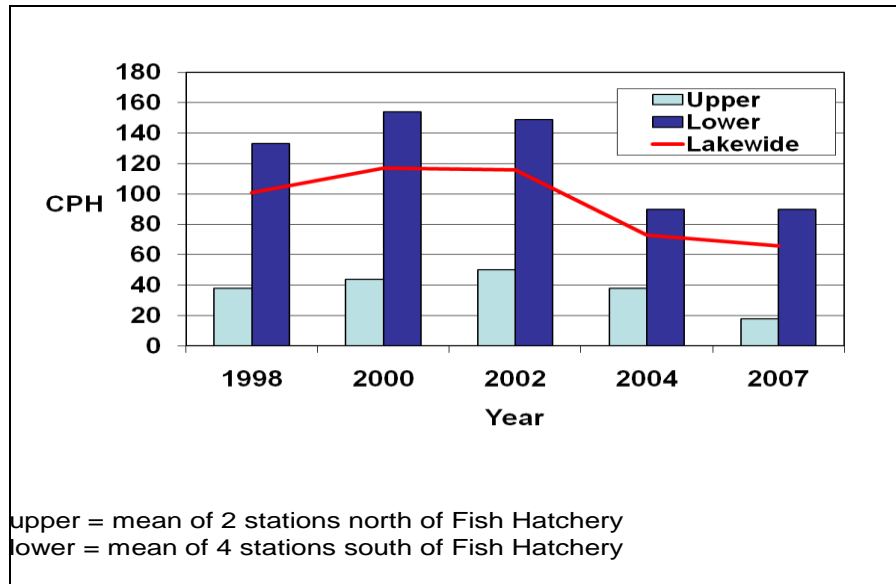 180
160
140
120
100
80
60
40
20
0
CPH
Upper
Lower
Lakewide
1998 2000 2002 2004 2007
Year
upper = mean of 2 stations north of Fish Hatchery
lower = mean of 4 stations south of Fish Hatchery